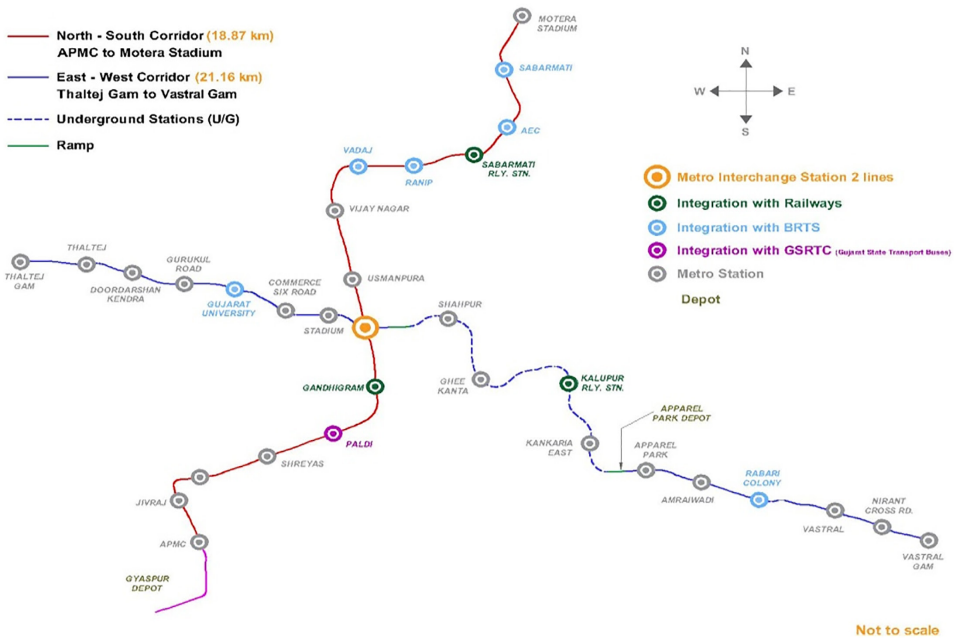 North - South Corridor (18.87 km)
APMC to Motera Stadium
East - West Corridor (21.16 km)
Thaltej Gam to Vastral Gam
Underground Stations (U/G)
Ramp
MOTERA
STADIUM
SABARMATI
AEC
SABARMATI
RLY. STN.
RANIP
VADAJ
VIJAY NAGAR
USMANPURA
N
W
E
S
Metro Interchange Station 2 lines
Integration with Railways
Integration with BRTS
Integration with GSRTC (Gujarat State Transport Buses)
Metro Station
Depot
THALTEJ
GAM
THALTEJ
DOORDARSHAN
KENDRA
GURUKUL
ROAD
GUJARAT
UNIVERSITY
COMMERCE
SIX ROAD
STADIUM
SHAHPUR
GHEE
KANTA
KALUPUR
RLY. STN.
KANKARIA
EAST
APPAREL
PARK DEPOT
APPAREL
PARK
AMRAIWADI
RABARI
COLONY
VASTRAL
NIRANT
CROSS RD.
VASTRAL
GAM
GANDHIGRAM
PALDI
SHREYAS
JIVRAJ
APMC
GYASPUR
DEPOT
Not to scale